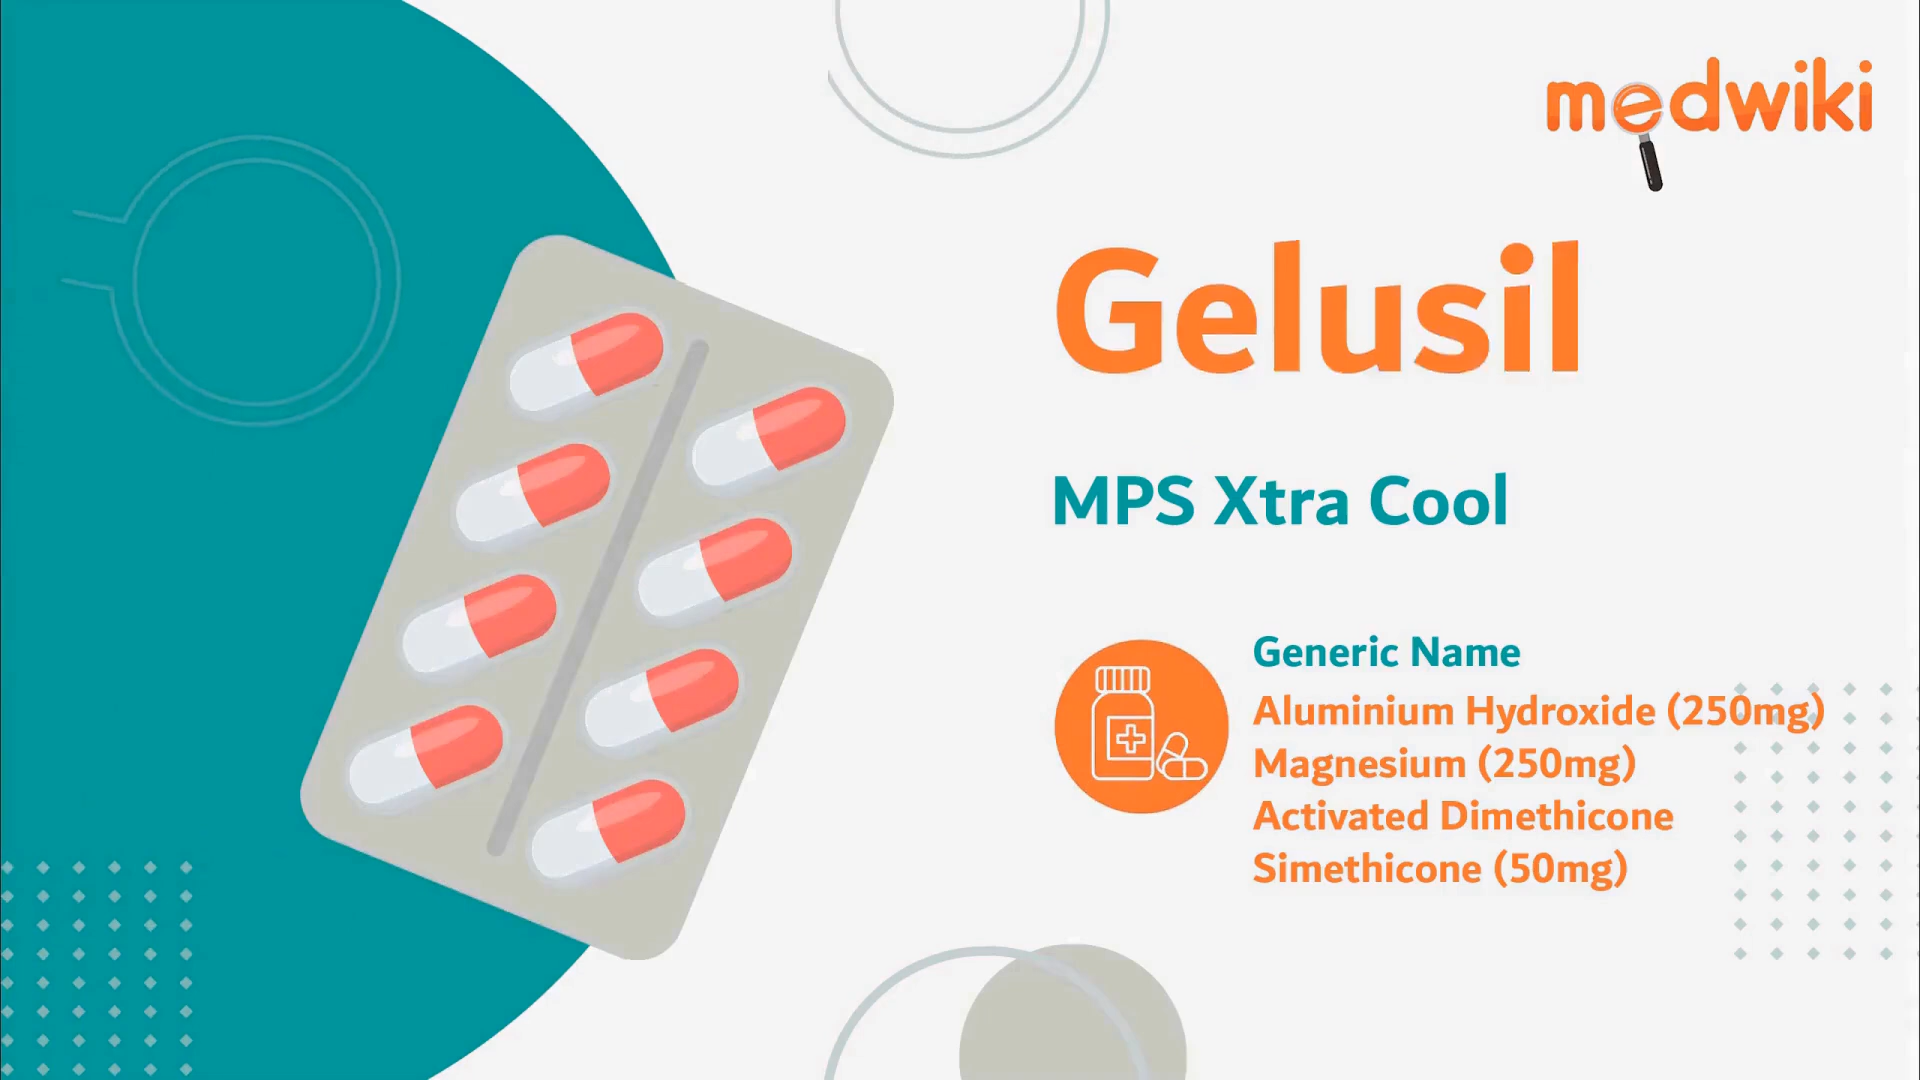 medwiki
Gelusil
MPS Xtra Cool
Generic Name
Aluminium Hydroxide (250mg)
Magnesium (250mg)
Activated Dimethicone
Simethicone (50mg)